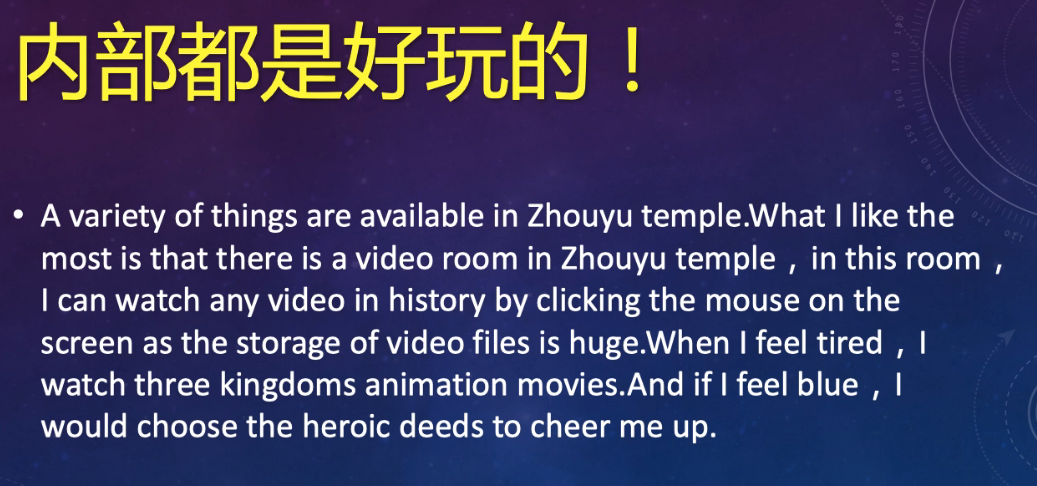 内部都是好玩的！
• A variety of things are available in Zhouyu temple.What I like the
most is that there is a video room in Zhouyu temple，in this room，
I can watch any video in history by clicking the mouse on the
screen as the storage of video files is huge.When I feel tired，I
watch three kingdoms animation movies.And if I feel blue，I
would choose the heroic deeds to cheer me up.